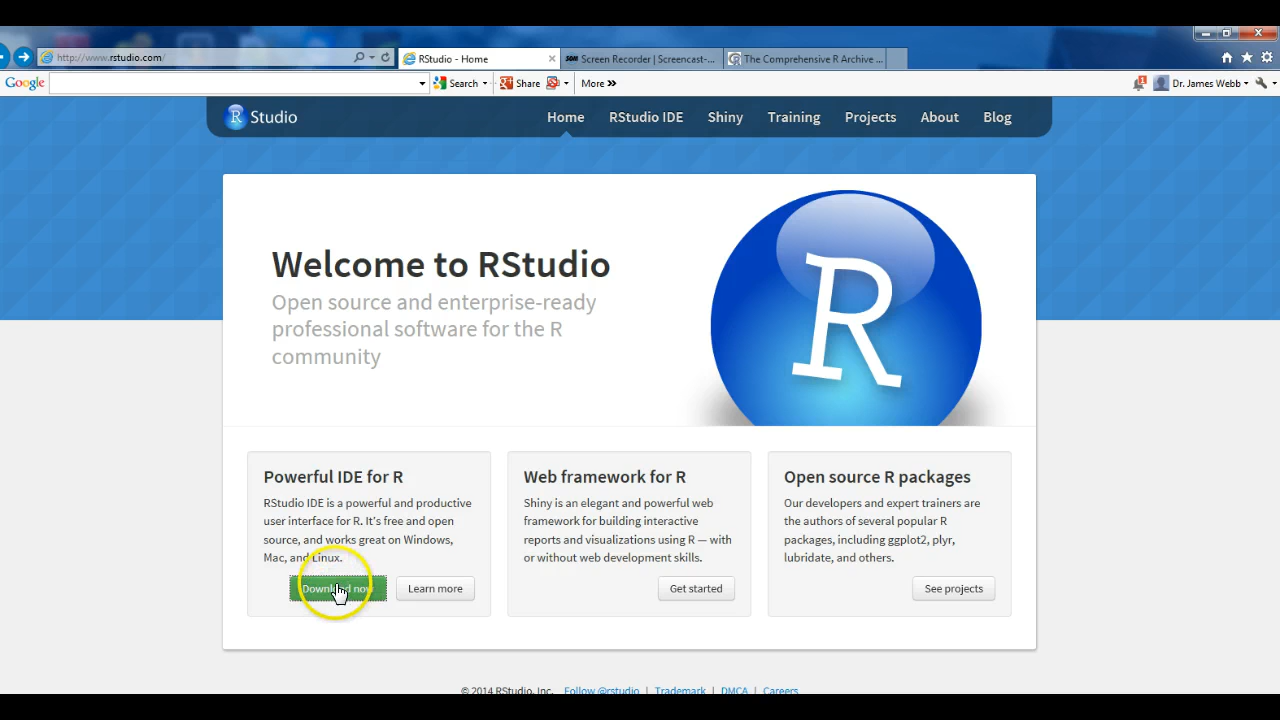 http://www.rstudio.com/
RStudio - Home
Screen Recorder | Screencast-...
The Comprehensive R Archive ...
Google
Search
Share
More »
1
Dr. James Webb
R Studio
Home
RStudio IDE
Shiny
Training
Projects
About
Blog
Welcome to RStudio
Open source and enterprise-ready
professional software for the R
community
R
Powerful IDE for R
RStudio IDE is a powerful and productive
user interface for R. It's free and open
source, and works great on Windows,
Mac, and Linux.
Download now
Learn more
Web framework for R
Shiny is an elegant and powerful web
framework for building interactive
reports and visualizations using R — with
or without web development skills.
Get started
Open source R packages
Our developers and expert trainers are
the authors of several popular R
packages, including ggplot2, plyr,
lubridate, and others.
See projects
© 2014 RStudio, Inc. Follow @rstudio | Trademark | DMCA | Careers